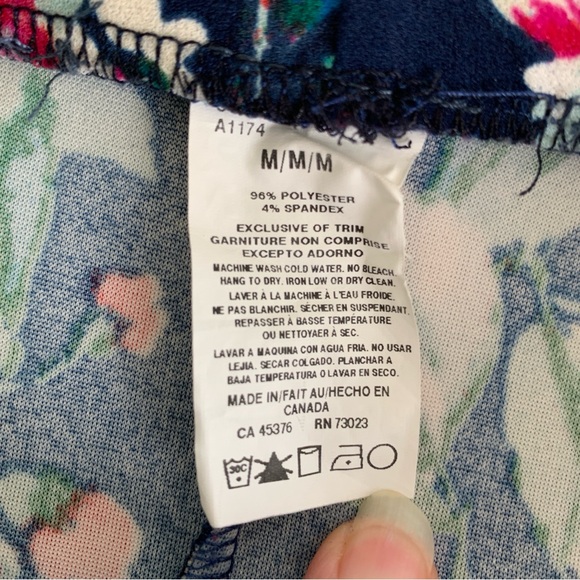 A1174
M/M/M
96% POLYESTER
4% SPANDEX
EXCLUSIVE OF TRIM
GARNITURE NON COMPRISE
EXCEPTO ADORNO
MACHINE WASH COLD WATER. NO BLEACH.
HANG TO DRY. IRON LOW OR DRY CLEAN.
LAVER À LA MACHINE À L'EAU FROIDE.
NE PAS BLANCHIR. SÉCHER EN SUSPENDANT.
REPASSER À BASSE TEMPÉRATURE
OU NETTOYER À SEC.
LAVAR A MAQUINA CON AGUA FRIA. NO USAR
LEJIA. SECAR COLGADO. PLANCHAR A
BAJA TEMPERATURA O LAVAR EN SECO.
MADE IN/FAIT AU/HECHO EN
CANADA
CA 45376 RN 73023
30C